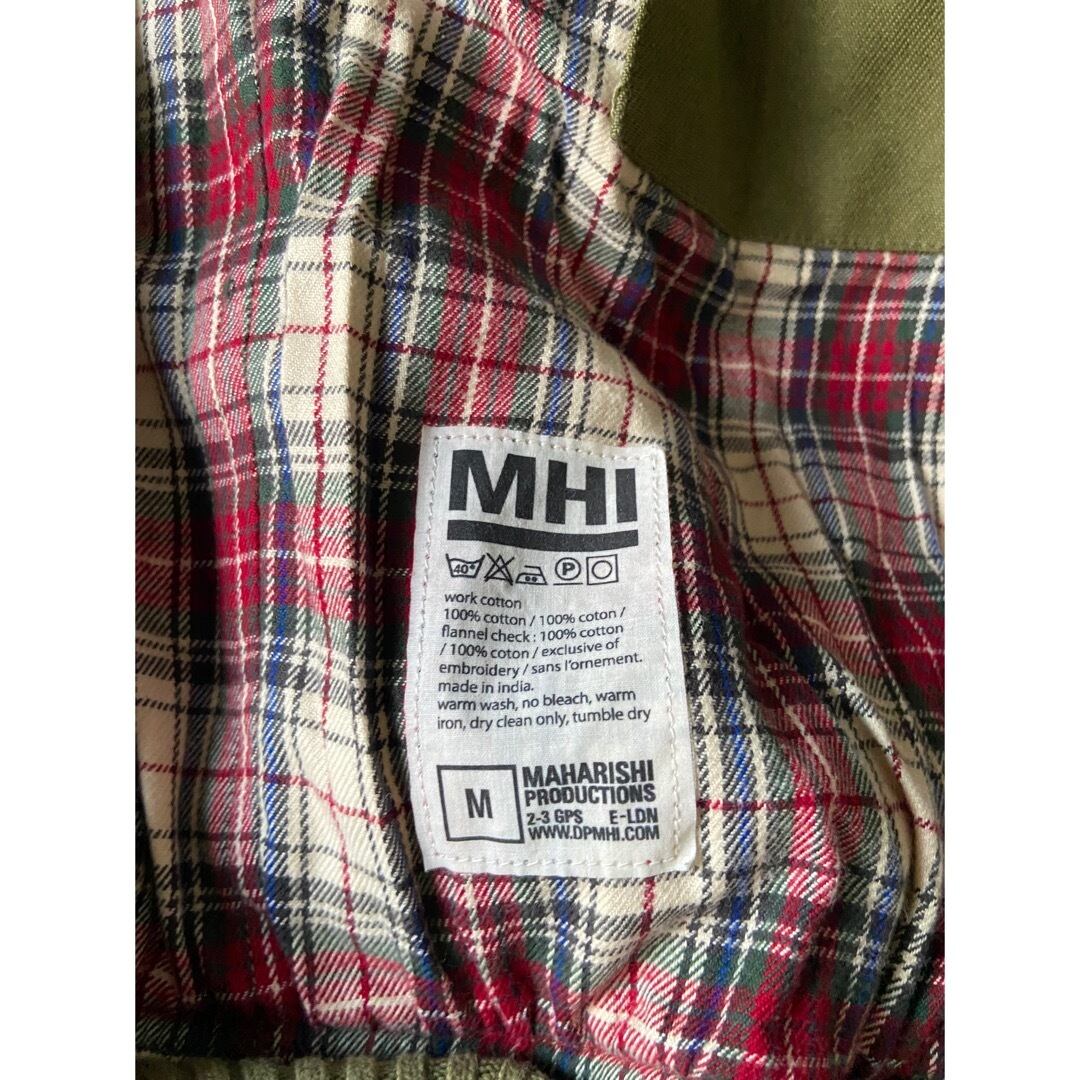 MHI
40°
P
work cotton
100% cotton / 100% coton /
flannel check : 100% cotton
/ 100% coton / exclusive of
embroidery / sans l'ornement.
made in india.
warm wash, no bleach, warm
iron, dry clean only, tumble dry
M
MAHARISHI
PRODUCTIONS
2-3 GPS E-LDN
WWW.DPMHI.COM